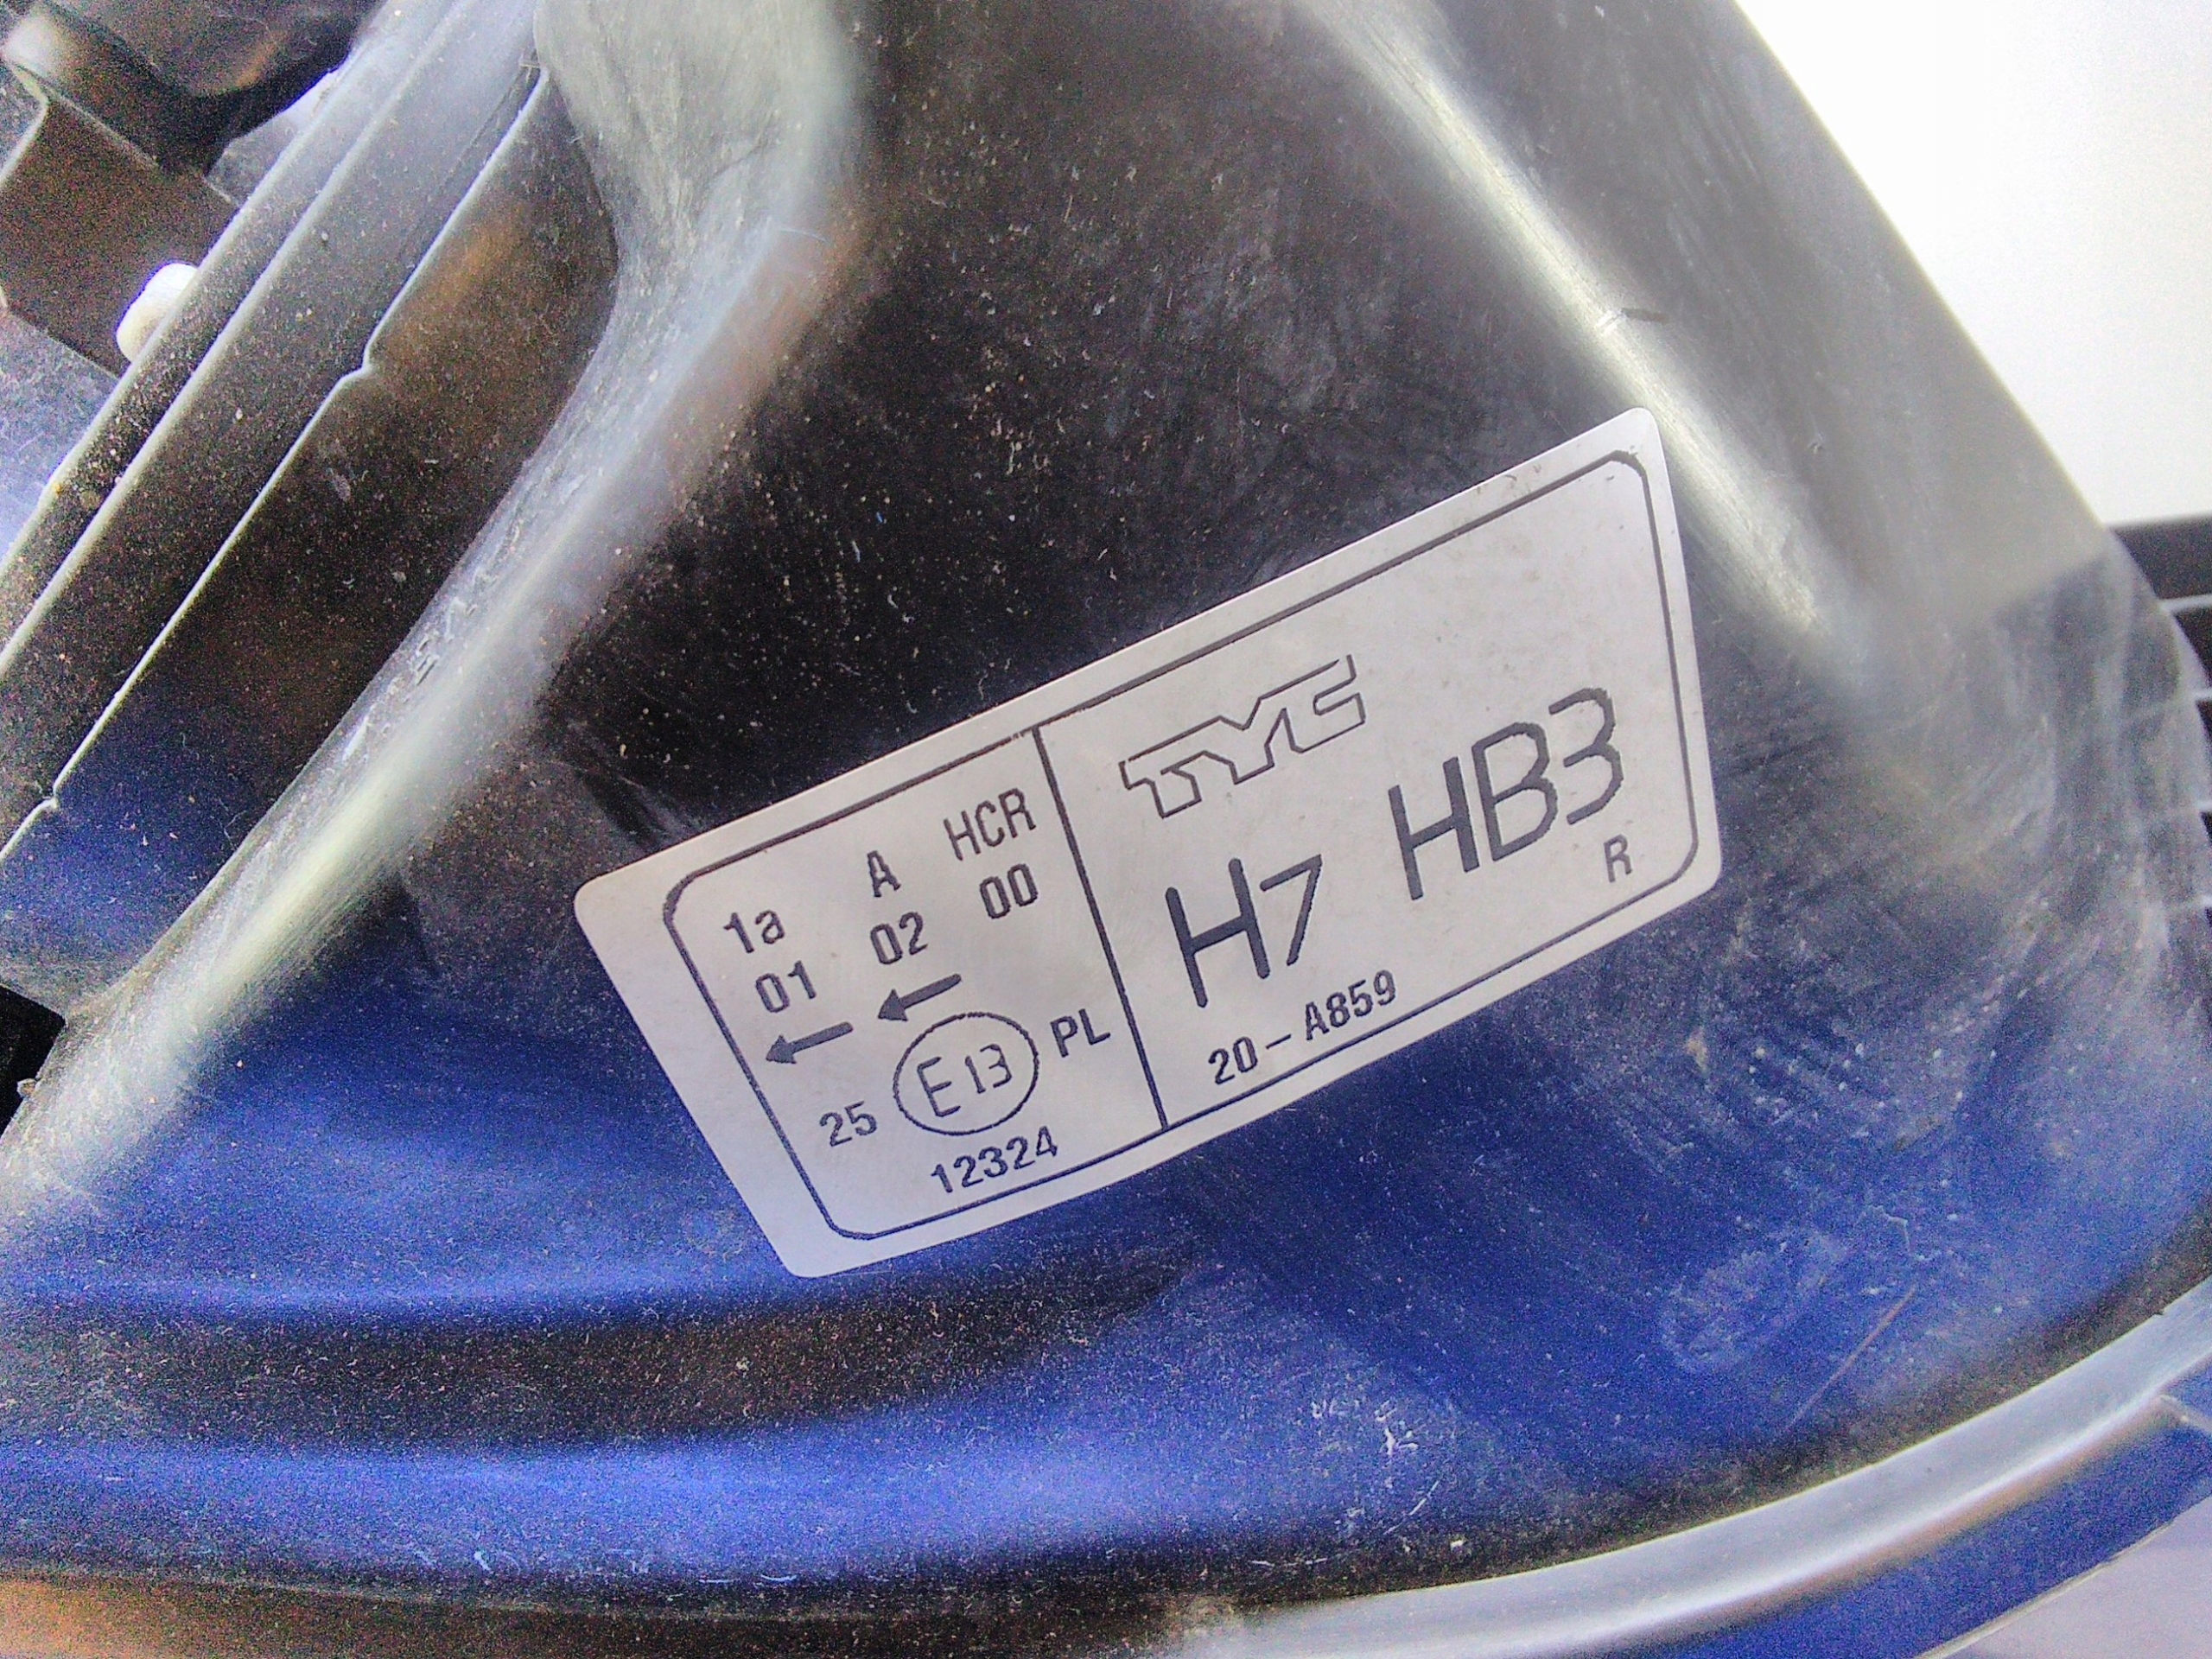 1a A HCR
01 02 00
25 E13 PL
12324
TYC
H7 HB3
R
20-A859